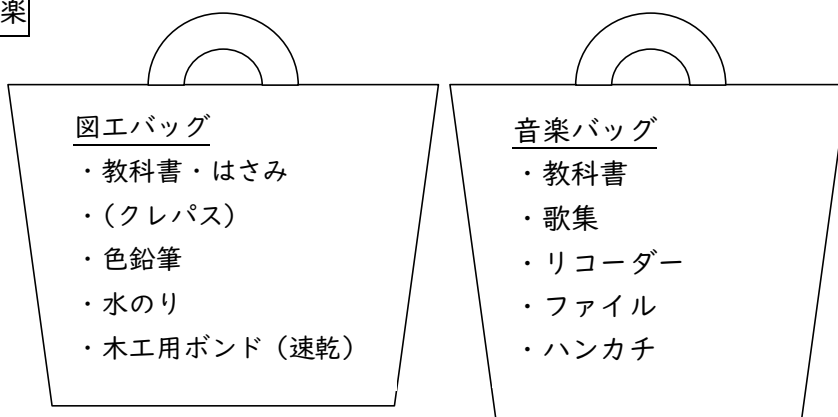 楽
図工バッグ
・教科書・はさみ
・(クレパス)
・色鉛筆
・水のり
・木工用ボンド（速乾）
音楽バッグ
・教科書
・歌集
・リコーダー
・ファイル
・ハンカチ